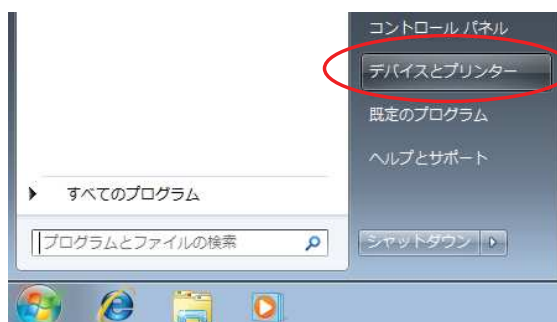 コントロール パネル
デバイスとプリンター
既定のプログラム
ヘルプとサポート
すべてのプログラム
プログラムとファイルの検索
シャットダウン